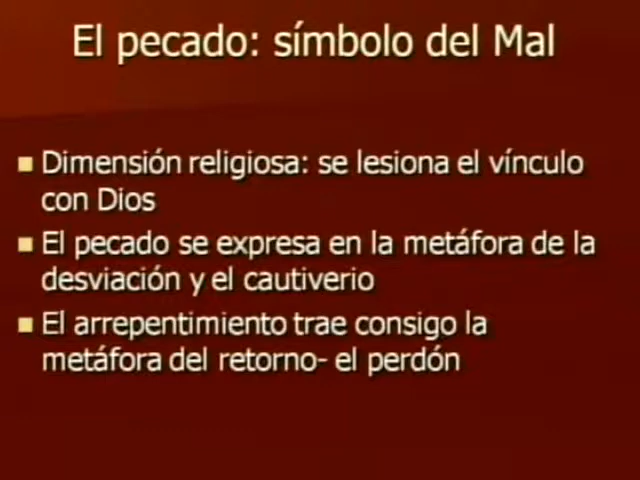 El pecado: símbolo del Mal
Dimensión religiosa: se lesiona el vínculo
con Dios
El pecado se expresa en la metáfora de la
desviación y el cautiverio
El arrepentimiento trae consigo la
metáfora del retorno- el perdón